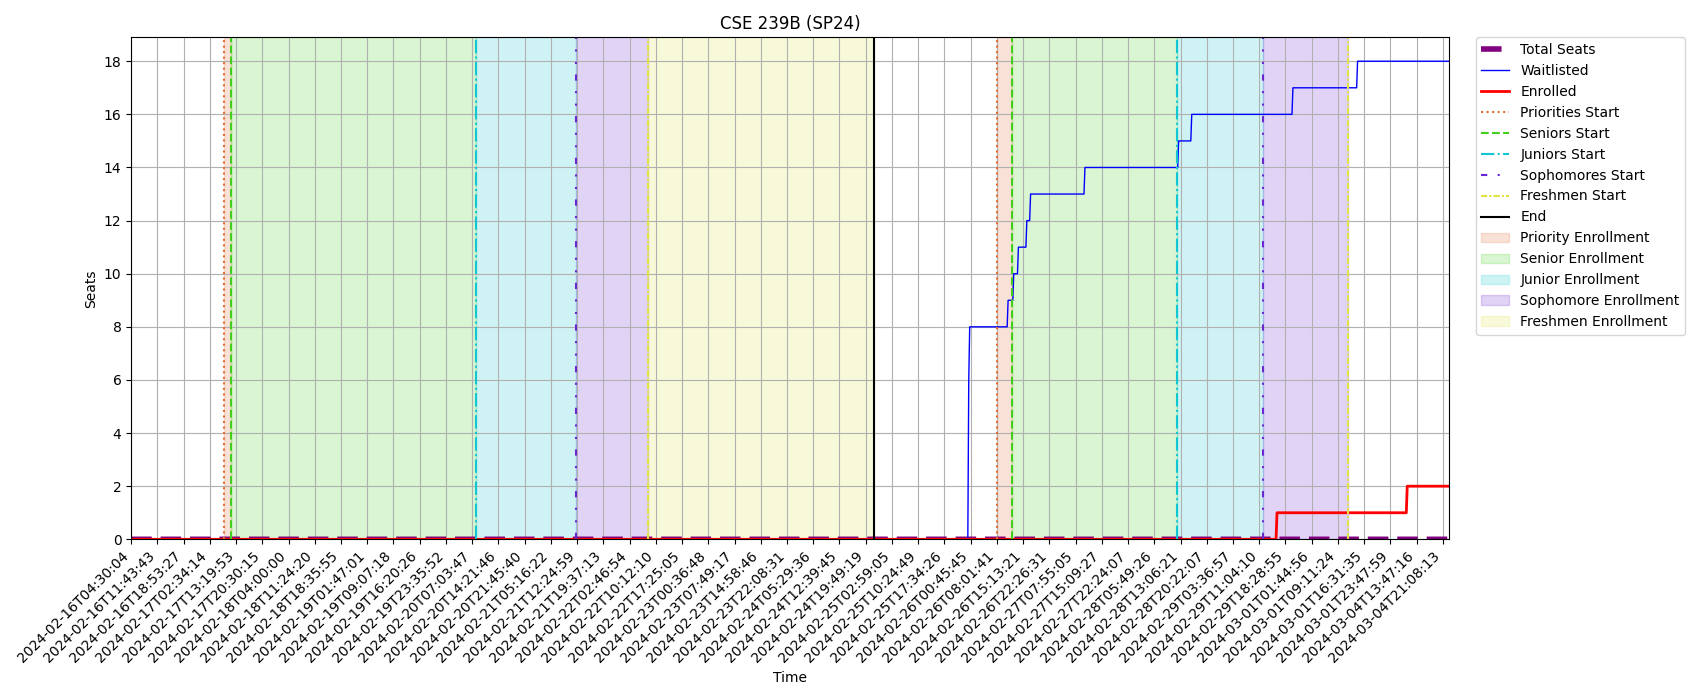 CSE 239B (SP24)
Seats
18
16
14
12
10
8
6
4
2
0
2024-02-16T04:30:04
2024-02-16T11:43:43
2024-02-16T18:53:27
2024-02-17T02:34:14
2024-02-17T13:19:53
2024-02-17T20:30:15
2024-02-18T04:00:00
2024-02-18T11:24:20
2024-02-18T18:35:55
2024-02-19T01:47:01
2024-02-19T09:07:18
2024-02-19T16:20:26
2024-02-19T23:35:52
2024-02-20T07:03:47
2024-02-20T14:21:46
2024-02-20T21:45:40
2024-02-21T05:16:22
2024-02-21T12:24:59
2024-02-21T19:37:13
2024-02-22T02:46:54
2024-02-22T10:12:10
2024-02-22T17:25:05
2024-02-23T00:36:48
2024-02-23T07:49:17
2024-02-23T14:58:46
2024-02-23T22:08:31
2024-02-24T05:29:36
2024-02-24T12:39:45
2024-02-24T19:49:19
2024-02-25T02:59:05
2024-02-25T10:24:49
2024-02-25T17:34:26
2024-02-26T00:45:45
2024-02-26T08:01:41
2024-02-26T15:13:21
2024-02-26T22:26:31
2024-02-27T07:55:05
2024-02-27T15:09:27
2024-02-27T22:24:07
2024-02-28T05:49:26
2024-02-28T13:06:21
2024-02-28T20:22:07
2024-02-29T03:36:57
2024-02-29T11:04:10
2024-02-29T18:28:55
2024-03-01T01:44:56
2024-03-01T09:11:24
2024-03-01T16:31:35
2024-03-01T23:47:59
2024-03-04T13:47:16
2024-03-04T21:08:13
Time
Total Seats
Waitlisted
Enrolled
Priorities Start
Seniors Start
Juniors Start
Sophomores Start
Freshmen Start
End
Priority Enrollment
Senior Enrollment
Junior Enrollment
Sophomore Enrollment
Freshmen Enrollment